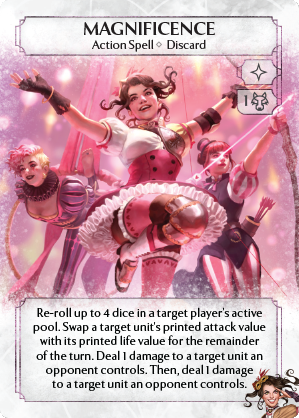 MAGNIFICENCE
Action Spell ◇ Discard
1
Re-roll up to 4 dice in a target player's active
pool. Swap a target unit's printed attack value
with its printed life value for the remainder
of the turn. Deal 1 damage to a target unit an
opponent controls. Then, deal 1 damage
to a target unit an opponent controls.